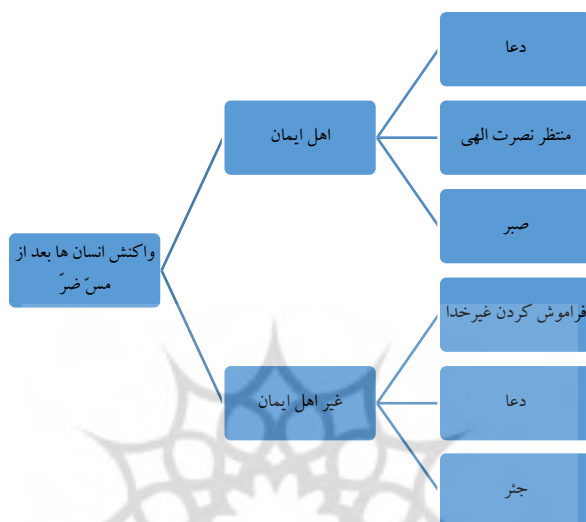 دعا
اهل ایمان
منتظر نصرت الهی
صبر
واکنش انسان ها بعد از
مسّ ضرّ
فراموش کردن غیرخدا
غیر اهل ایمان
دعا
جئر